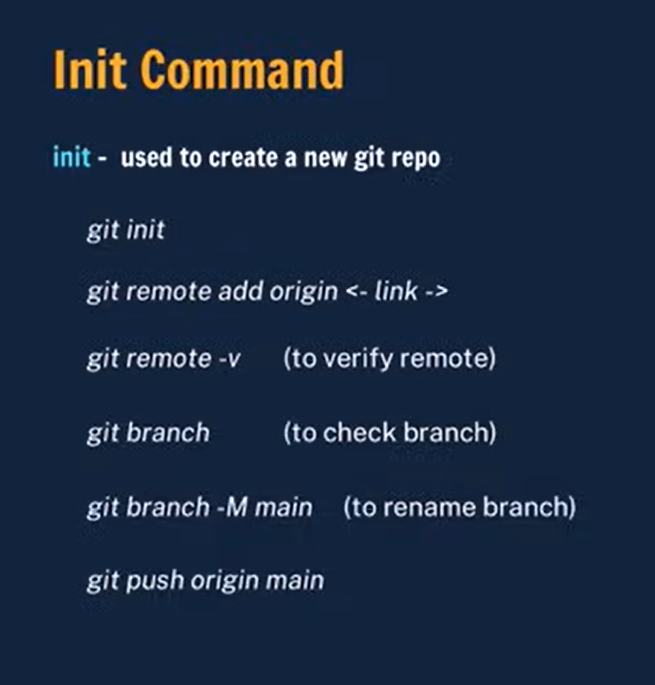 Init Command
init - used to create a new git repo
git init
git remote add origin <- link ->
git remote -v (to verify remote)
git branch (to check branch)
git branch -M main (to rename branch)
git push origin main